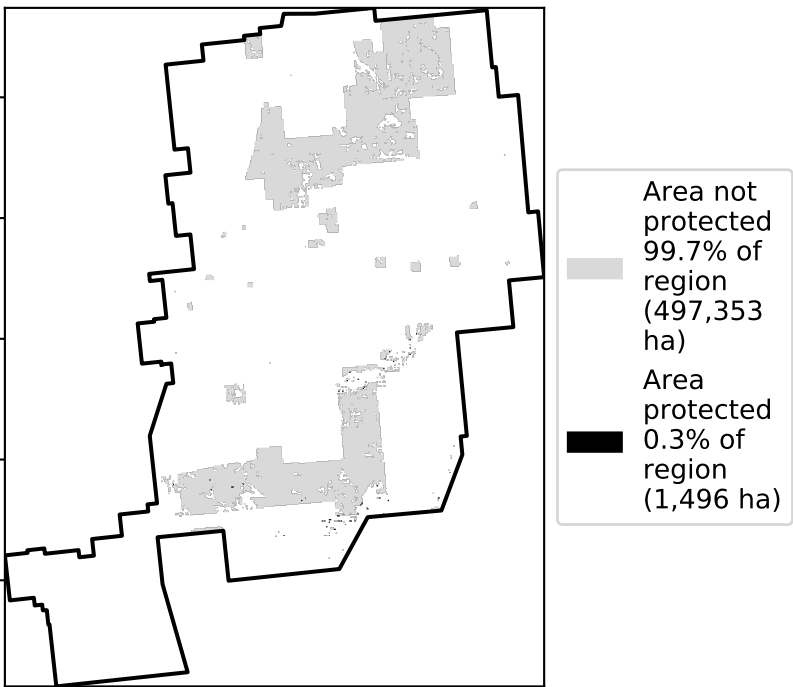 Area not
protected
99.7% of
region
(497,353
ha)
Area
protected
0.3% of
region
(1,496 ha)